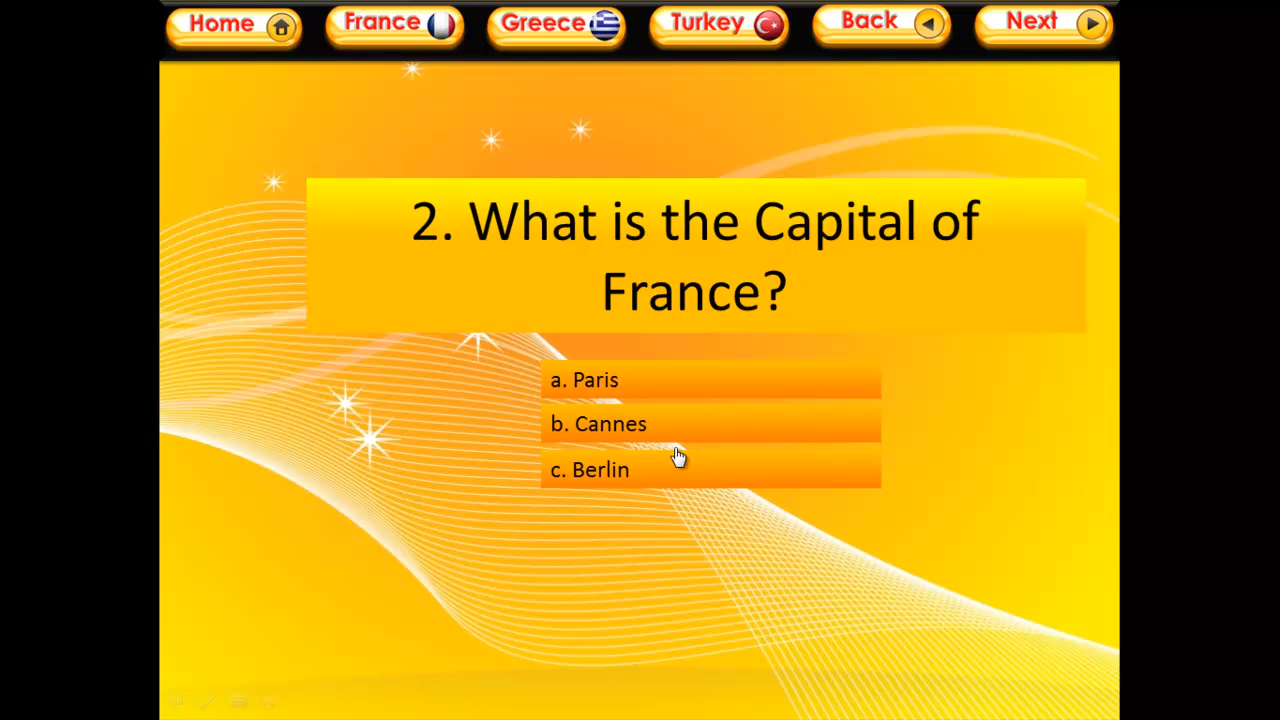 Home
France
Greece
Turkey
Back
Next
2. What is the Capital of
France?
a. Paris
b. Cannes
c. Berlin